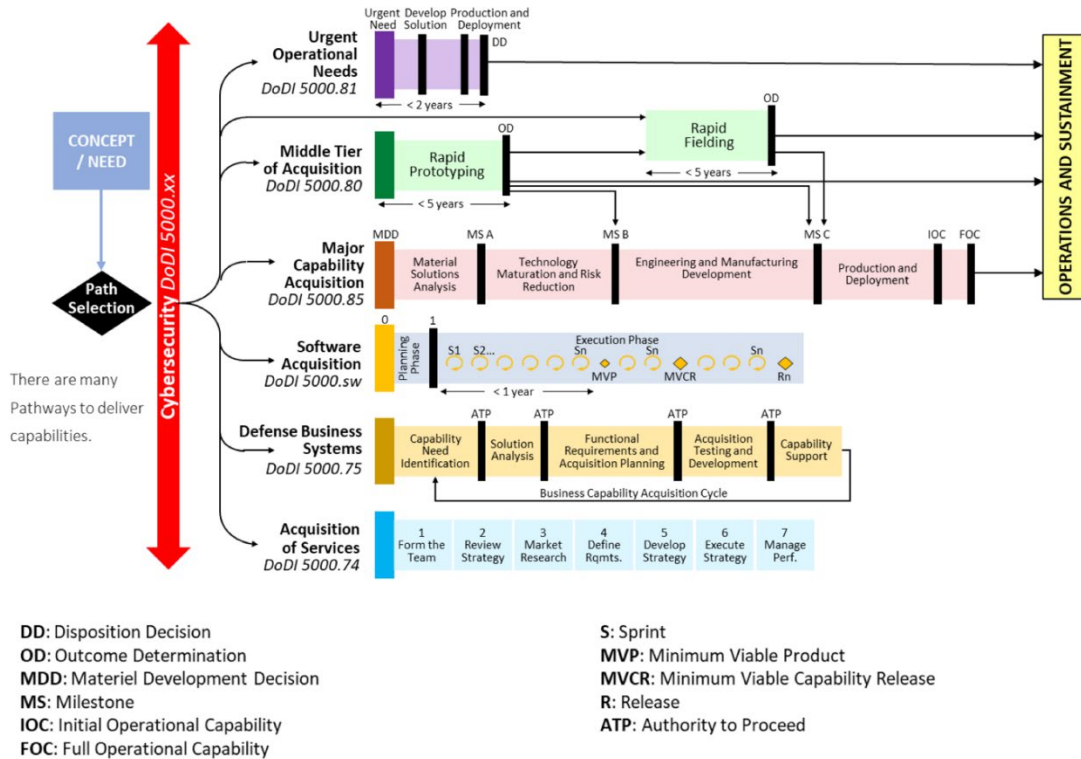 Urgent Need
Develop Solution
Production and Deployment
DD
Urgent
Operational
Needs
DoDI 5000.81
< 2 years
CONCEPT
/ NEED
Path
Selection
There are many
Pathways to deliver
capabilities.
Cybersecurity DoDI 5000.xx
Middle Tier
of Acquisition
DoDI 5000.80
Rapid
Prototyping
OD
< 5 years
Rapid
Fielding
OD
< 5 years
OPERATIONS AND SUSTAINMENT
Major
Capability
Acquisition
DoDI 5000.85
MDD
Material
Solutions
Analysis
MS A
Technology
Maturation and Risk
Reduction
MS B
Engineering and Manufacturing
Development
MS C
Production and
Deployment
IOC
FOC
Software
Acquisition
DoDI 5000.sw
0
Planning
Phase
1
Execution Phase
S1
S2...
Sn
MVP
Sn
MVCR
Sn
Rn
< 1 year
Defense Business
Systems
DoDI 5000.75
Capability
Need
Identification
ATP
Solution
Analysis
ATP
Functional
Requirements and
Acquisition Planning
ATP
Acquisition
Testing and
Development
ATP
Capability
Support
Business Capability Acquisition Cycle
Acquisition
of Services
DoDI 5000.74
1
Form the
Team
2
Review
Strategy
3
Market
Research
4
Define
Rqmts.
5
Develop
Strategy
6
Execute
Strategy
7
Manage
Perf.
DD: Disposition Decision
OD: Outcome Determination
MDD: Materiel Development Decision
MS: Milestone
IOC: Initial Operational Capability
FOC: Full Operational Capability
S: Sprint
MVP: Minimum Viable Product
MVCR: Minimum Viable Capability Release
R: Release
ATP: Authority to Proceed